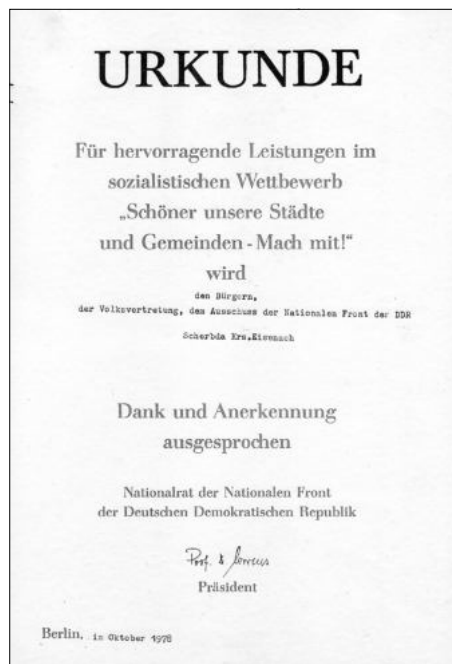 URKUNDE
Für hervorragende Leistungen im
sozialistischen Wettbewerb
„Schöner unsere Städte
und Gemeinden - Mach mit!“
wird
den Bürgern,
der Volksvertretung, dem Ausschuss der Nationalen Front der DDR
Scherbda Krs.Eisenach
Dank und Anerkennung
ausgesprochen
Nationalrat der Nationalen Front
der Deutschen Demokratischen Republik
Prof.
Präsident
Berlin, im Oktober 1978